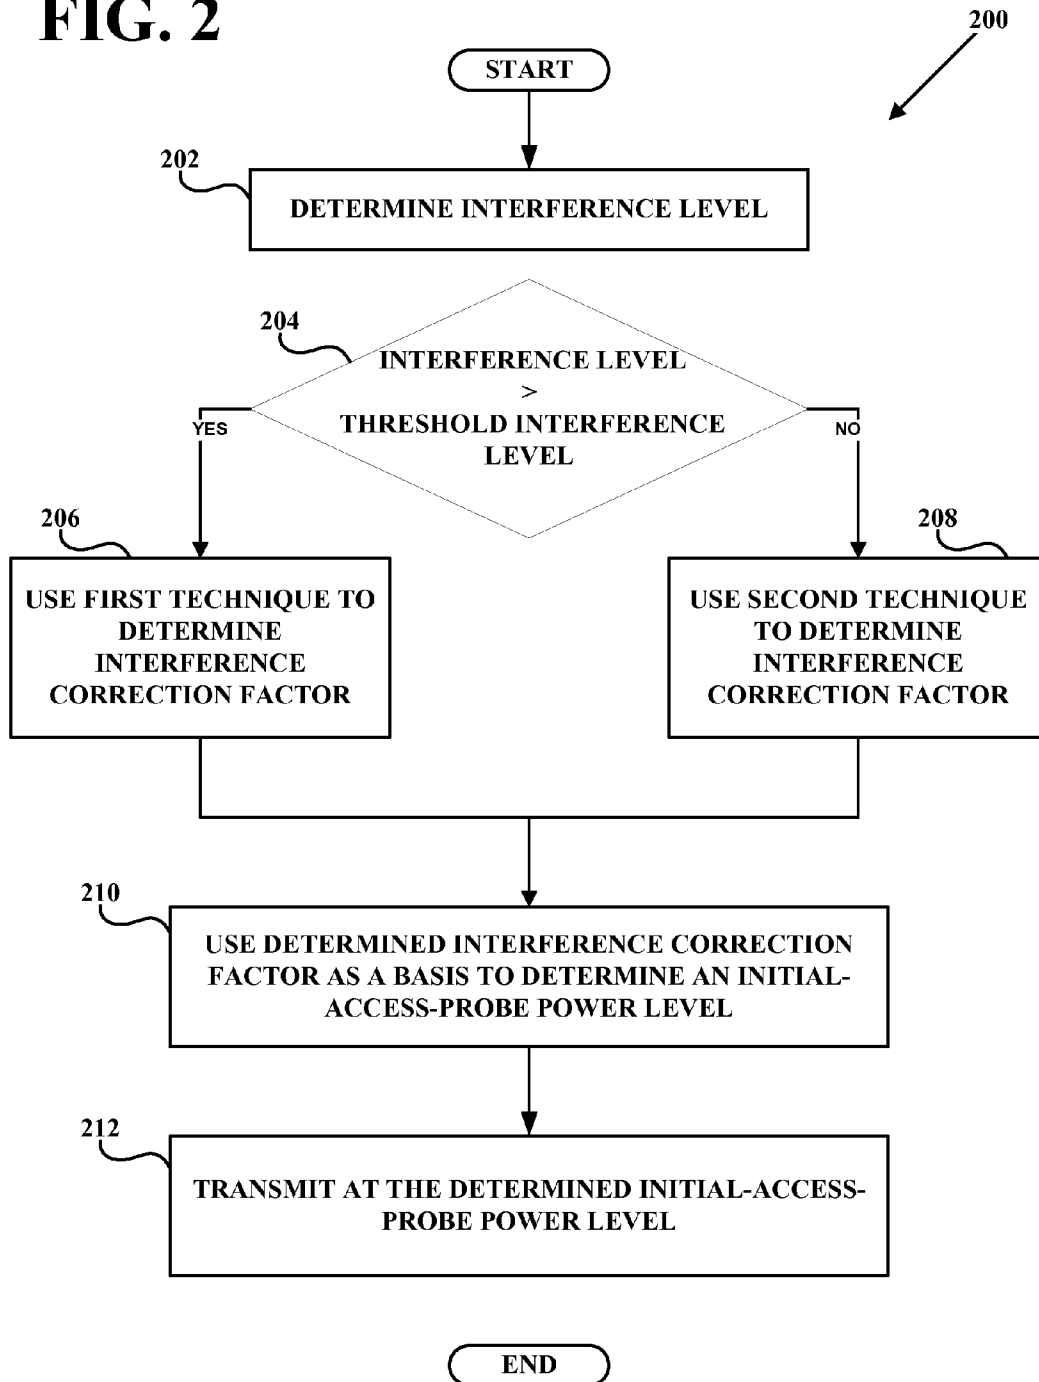 FIG. 2
200
START
202
DETERMINE INTERFERENCE LEVEL
204
INTERFERENCE LEVEL
>
THRESHOLD INTERFERENCE
LEVEL
YES
NO
206
208
USE FIRST TECHNIQUE TO
DETERMINE
INTERFERENCE
CORRECTION FACTOR
USE SECOND TECHNIQUE
TO DETERMINE
INTERFERENCE
CORRECTION FACTOR
210
USE DETERMINED INTERFERENCE CORRECTION
FACTOR AS A BASIS TO DETERMINE AN INITIAL-
ACCESS-PROBE POWER LEVEL
212
TRANSMIT AT THE DETERMINED INITIAL-ACCESS-
PROBE POWER LEVEL
END